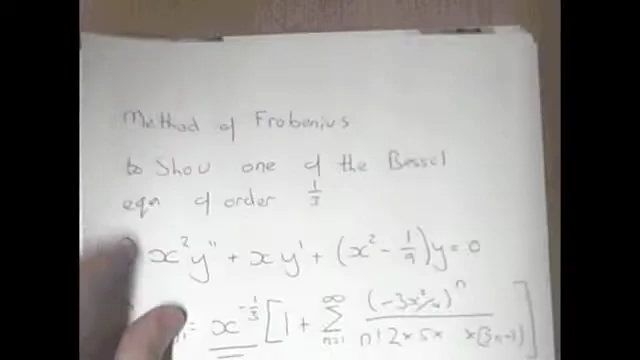 Method of Frobenius
to Show one of the Bessel
eqn of order 1/3
x²y'' + xy' + (x² - 1/9)y = 0
= x^(-1/3) [1 + ∑_(n=1)^∞ (-3x²/4)^n / (n! 2 × 5 × × (3n-1))]